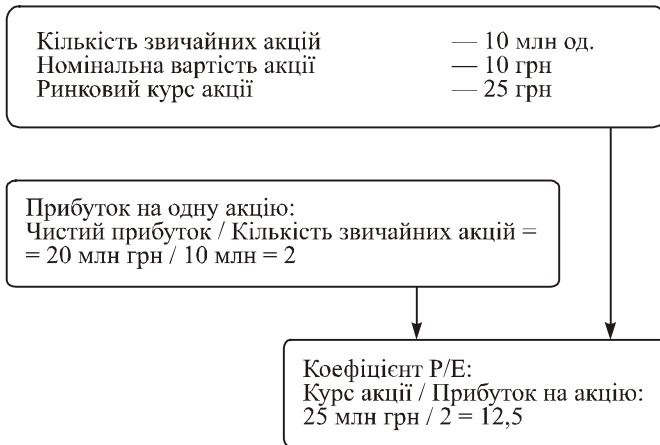 Кількість звичайних акцій — 10 млн од.
Номінальна вартість акції — 10 грн
Ринковий курс акції — 25 грн
Прибуток на одну акцію:
Чистий прибуток / Кількість звичайних акцій =
= 20 млн грн / 10 млн = 2
Коефіцієнт P/E:
Курс акції / Прибуток на акцію:
25 млн грн / 2 = 12,5